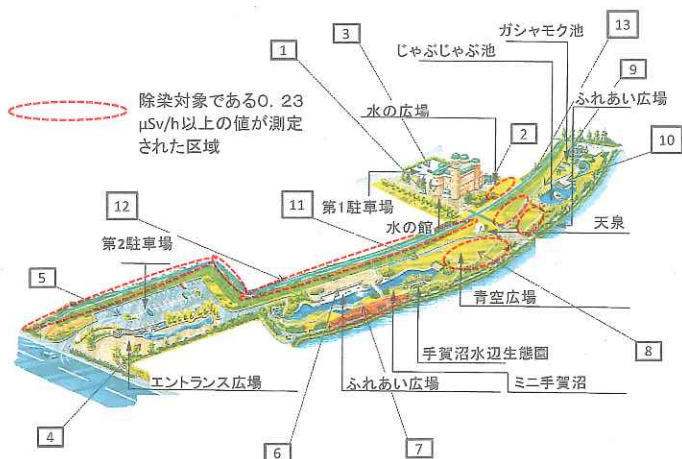 ガシャモク池
13
3
じゃぶじゃぶ池
1
9
除染対象である0. 23
μSv/h以上の値が測定
された区域
水の広場
ふれあい広場
2
10
第1駐車場
12
11
水の館
天泉
第2駐車場
5
青空広場
手賀沼水辺生態園
8
エントランス広場
ふれあい広場
ミニ手賀沼
4
6
7